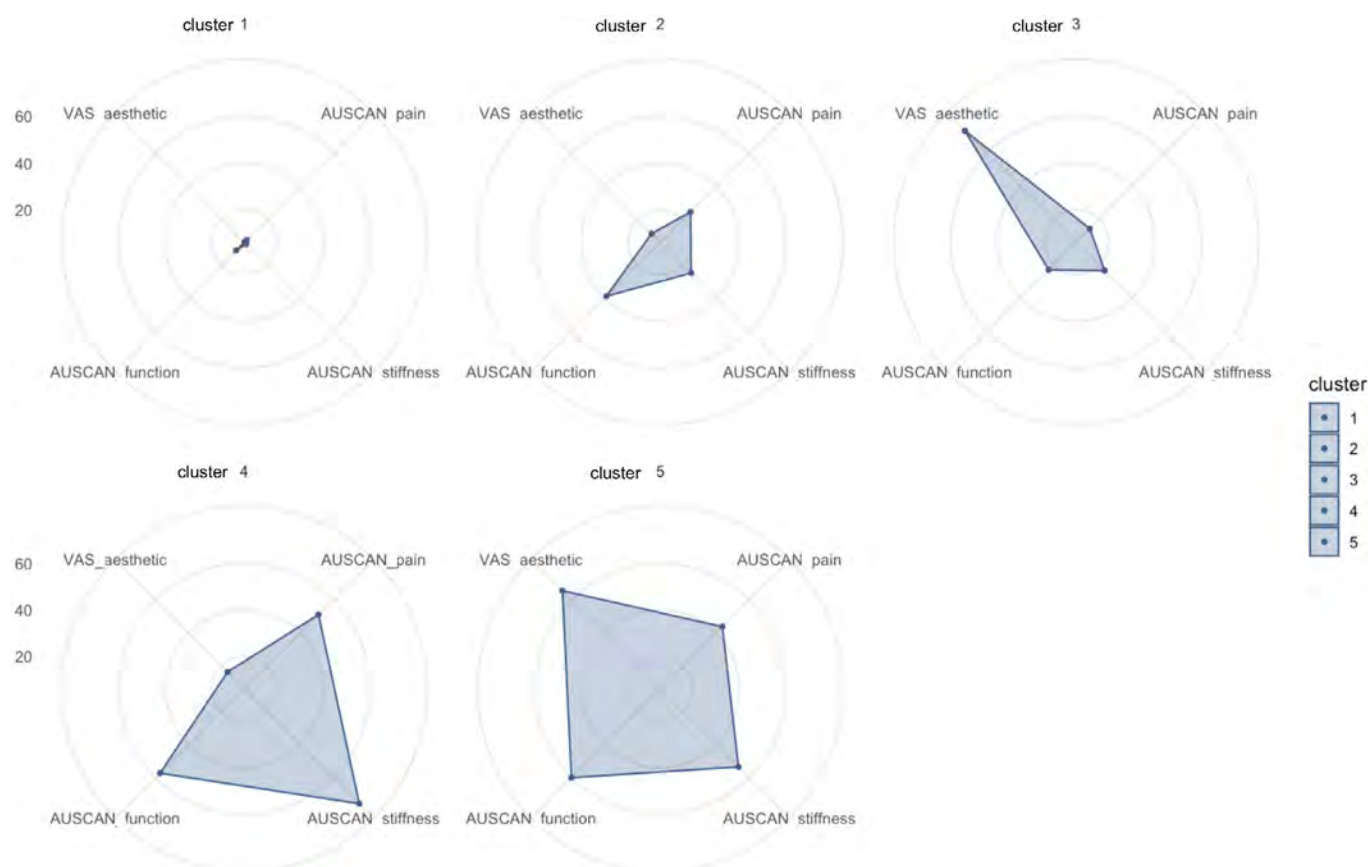 cluster 1
cluster 2
cluster 3
VAS aesthetic
AUSCAN pain
VAS aesthetic
AUSCAN pain
VAS aesthetic
AUSCAN pain
60
40
20
AUSCAN function
AUSCAN stiffness
AUSCAN function
AUSCAN stiffness
AUSCAN function
AUSCAN stiffness
cluster
1
2
3
4
5
cluster 4
cluster 5
VAS_aesthetic
AUSCAN_pain
VAS aesthetic
AUSCAN pain
60
40
20
AUSCAN function
AUSCAN stiffness
AUSCAN function
AUSCAN stiffness